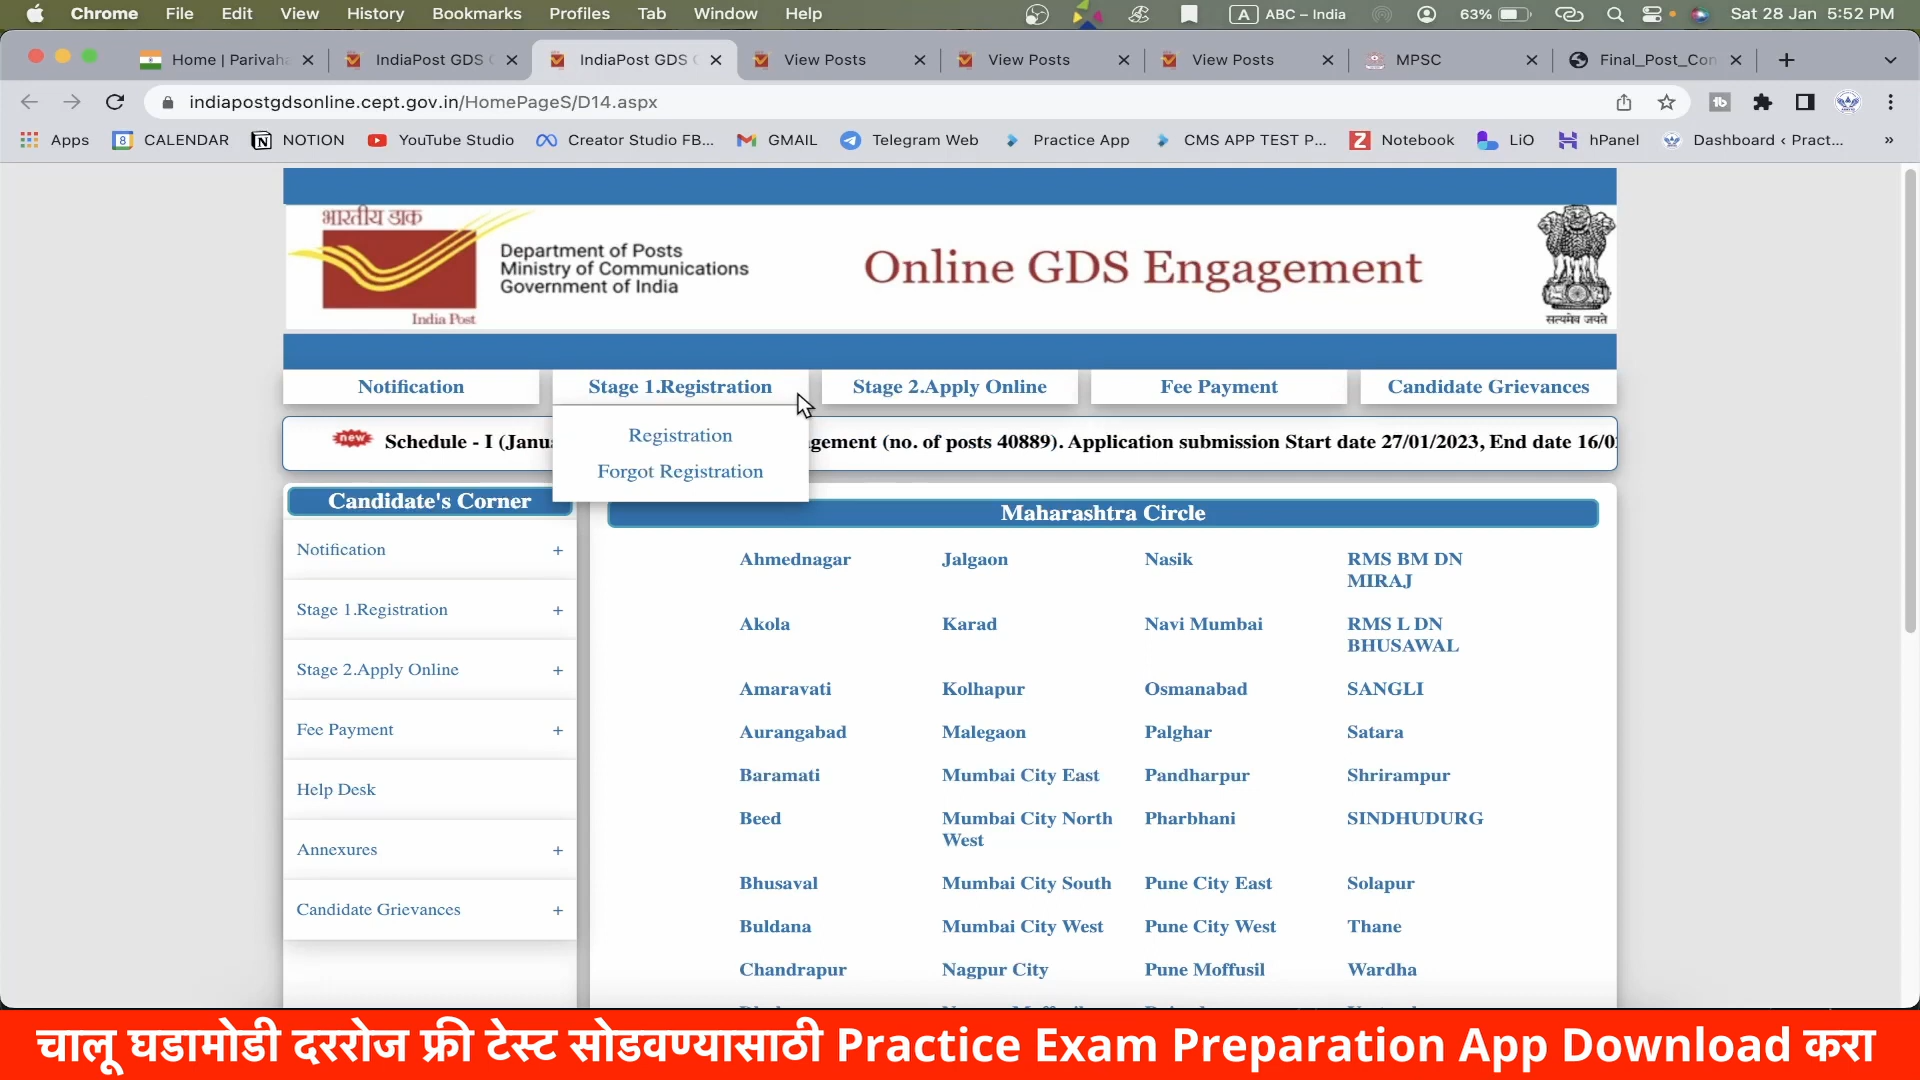 Chrome File Edit View History Bookmarks Profiles Tab Window Help A ABC – India 63% Sat 28 Jan 5:52 PM
Home | Parivaha IndiaPost GDS IndiaPost GDS View Posts View Posts View Posts MPSC Final_Post_Con
indiapostgdsonline.cept.gov.in/HomePageS/D14.aspx
Apps CALENDAR NOTION YouTube Studio Creator Studio FB... GMAIL Telegram Web Practice App CMS APP TEST P... Notebook LiO hPanel Dashboard ‹ Pract... »
भारतीय डाक
India Post
Department of Posts
Ministry of Communications
Government of India
Online GDS Engagement
सत्यमेव जयते
Notification Stage 1.Registration Stage 2.Apply Online Fee Payment Candidate Grievances
Registration
Forgot Registration
new Schedule - I (Janu gement (no. of posts 40889). Application submission Start date 27/01/2023, End date 16/0
Candidate's Corner
Notification +
Stage 1.Registration +
Stage 2.Apply Online +
Fee Payment +
Help Desk
Annexures +
Candidate Grievances +
Maharashtra Circle
Ahmednagar Jalgaon Nasik RMS BM DN
MIRAJ
Akola Karad Navi Mumbai RMS L DN
BHUSAWAL
Amaravati Kolhapur Osmanabad SANGLI
Aurangabad Malegaon Palghar Satara
Baramati Mumbai City East Pandharpur Shrirampur
Beed Mumbai City North Pharbhani SINDHUDURG
West
Bhusaval Mumbai City South Pune City East Solapur
Buldana Mumbai City West Pune City West Thane
Chandrapur Nagpur City Pune Moffusil Wardha
चालू घडामोडी दररोज फ्री टेस्ट सोडवण्यासाठी Practice Exam Preparation App Download करा